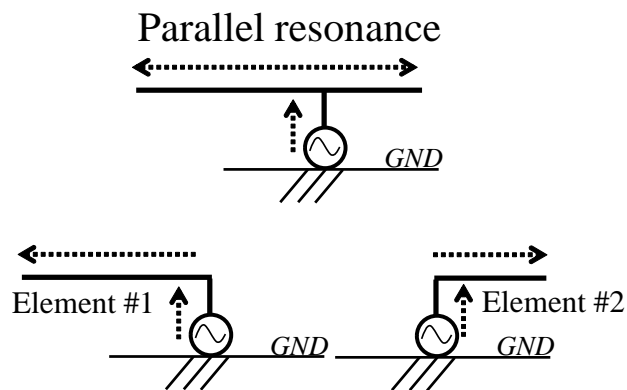 Parallel resonance
GND
Element #1
Element #2
GND
GND